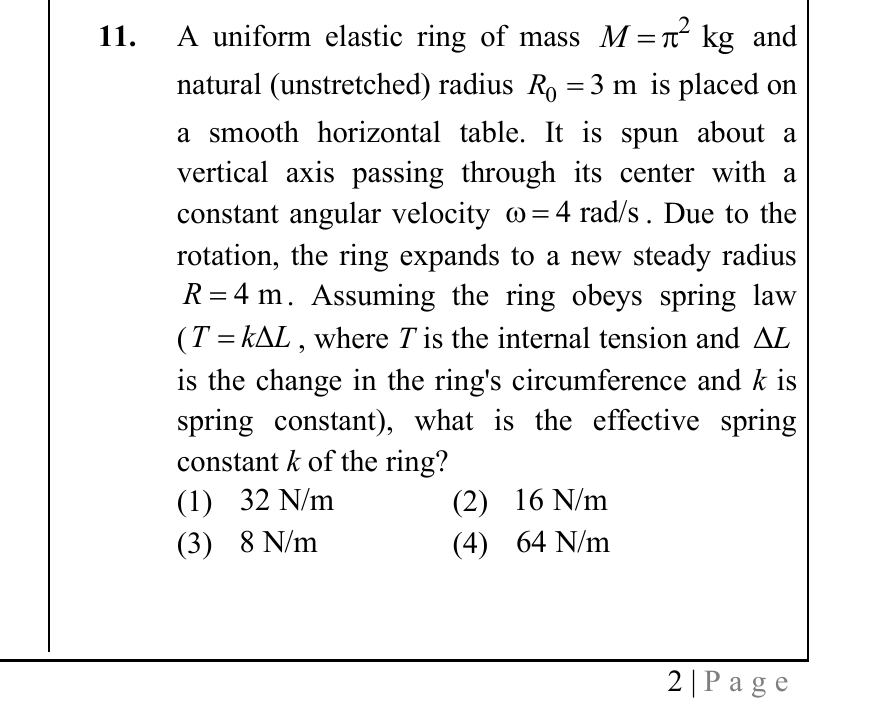 11. A uniform elastic ring of mass M = π² kg and
natural (unstretched) radius R₀ = 3 m is placed on
a smooth horizontal table. It is spun about a
vertical axis passing through its center with a
constant angular velocity ω = 4 rad/s. Due to the
rotation, the ring expands to a new steady radius
R = 4 m. Assuming the ring obeys spring law
(T = kΔL, where T is the internal tension and ΔL
is the change in the ring's circumference and k is
spring constant), what is the effective spring
constant k of the ring?
(1) 32 N/m (2) 16 N/m
(3) 8 N/m (4) 64 N/m
2 | P a g e